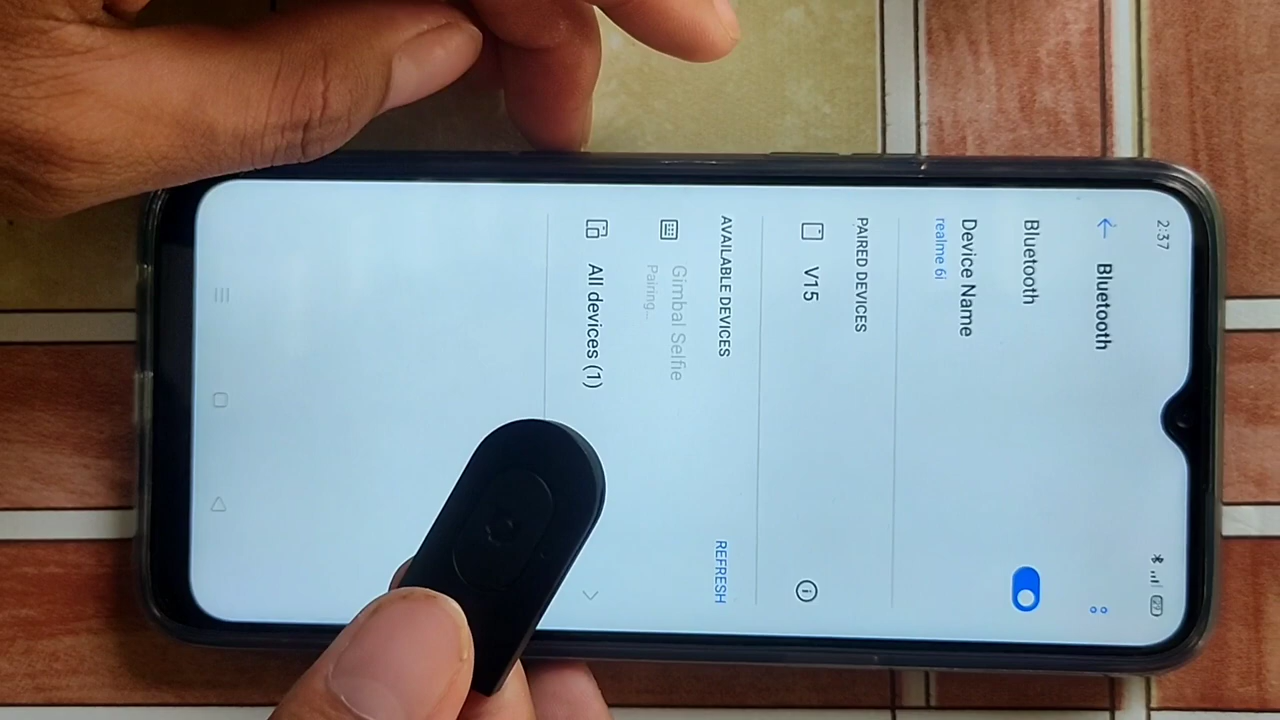 2:37
Bluetooth
Bluetooth
Device Name
realme 6i
PAIRED DEVICES
V15
AVAILABLE DEVICES REFRESH
Gimbal Selfie
Pairing...
All devices (1)